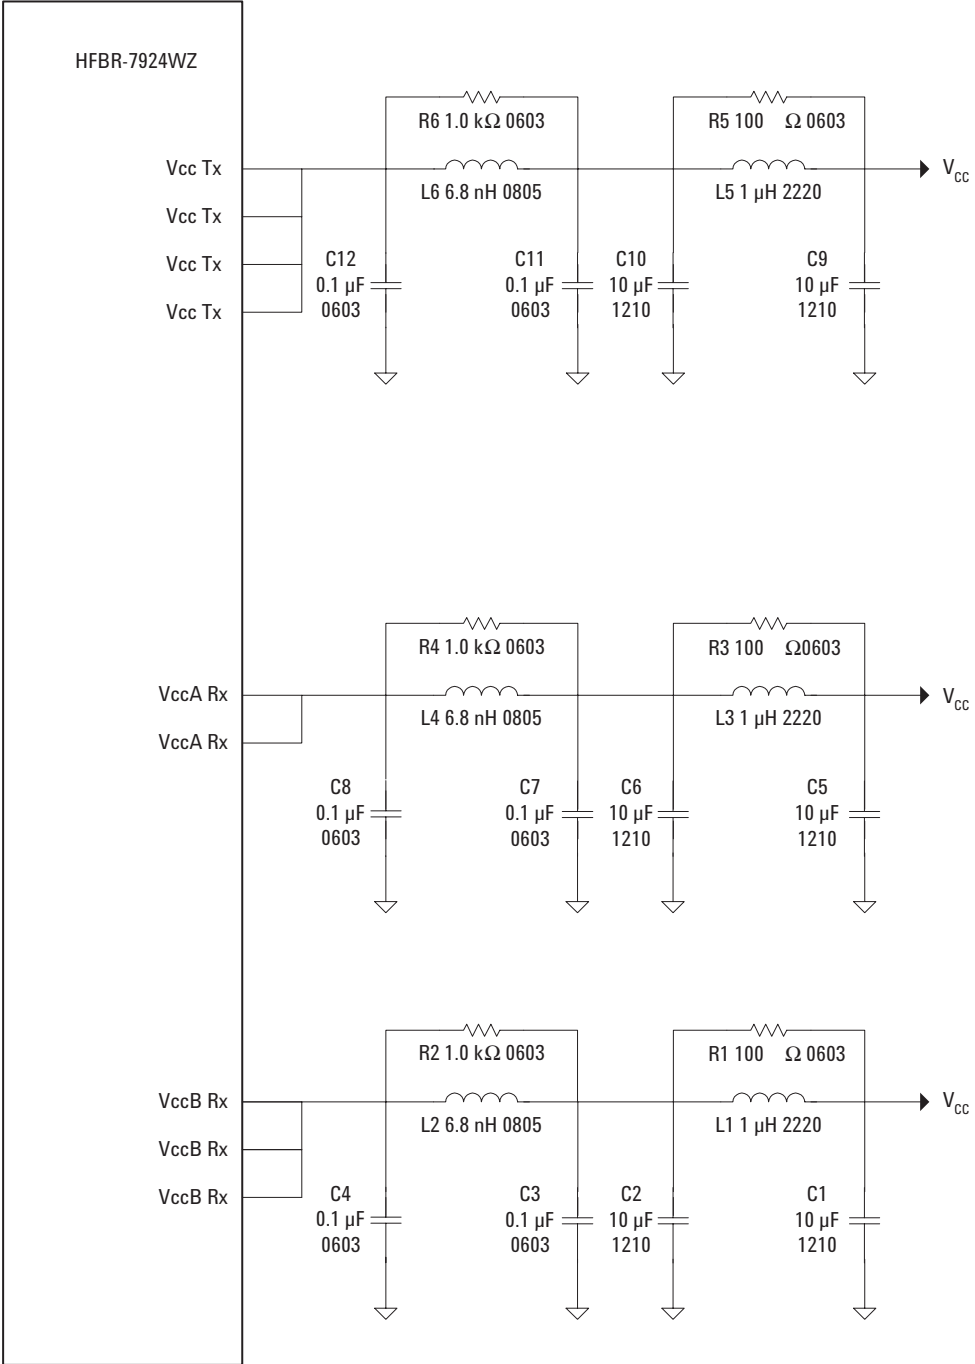 HFBR-7924WZ
R6 1.0 kΩ 0603
R5 100 Ω 0603
Vcc Tx
V_CC
L6 6.8 nH 0805
L5 1 µH 2220
Vcc Tx
Vcc Tx
Vcc Tx
C12
0.1 µF
0603
C11
0.1 µF
0603
C10
10 µF
1210
C9
10 µF
1210
R4 1.0 kΩ 0603
R3 100 Ω0603
VccA Rx
V_CC
L4 6.8 nH 0805
L3 1 µH 2220
VccA Rx
C8
0.1 µF
0603
C7
0.1 µF
0603
C6
10 µF
1210
C5
10 µF
1210
R2 1.0 kΩ 0603
R1 100 Ω 0603
VccB Rx
V_CC
L2 6.8 nH 0805
L1 1 µH 2220
VccB Rx
VccB Rx
C4
0.1 µF
0603
C3
0.1 µF
0603
C2
10 µF
1210
C1
10 µF
1210